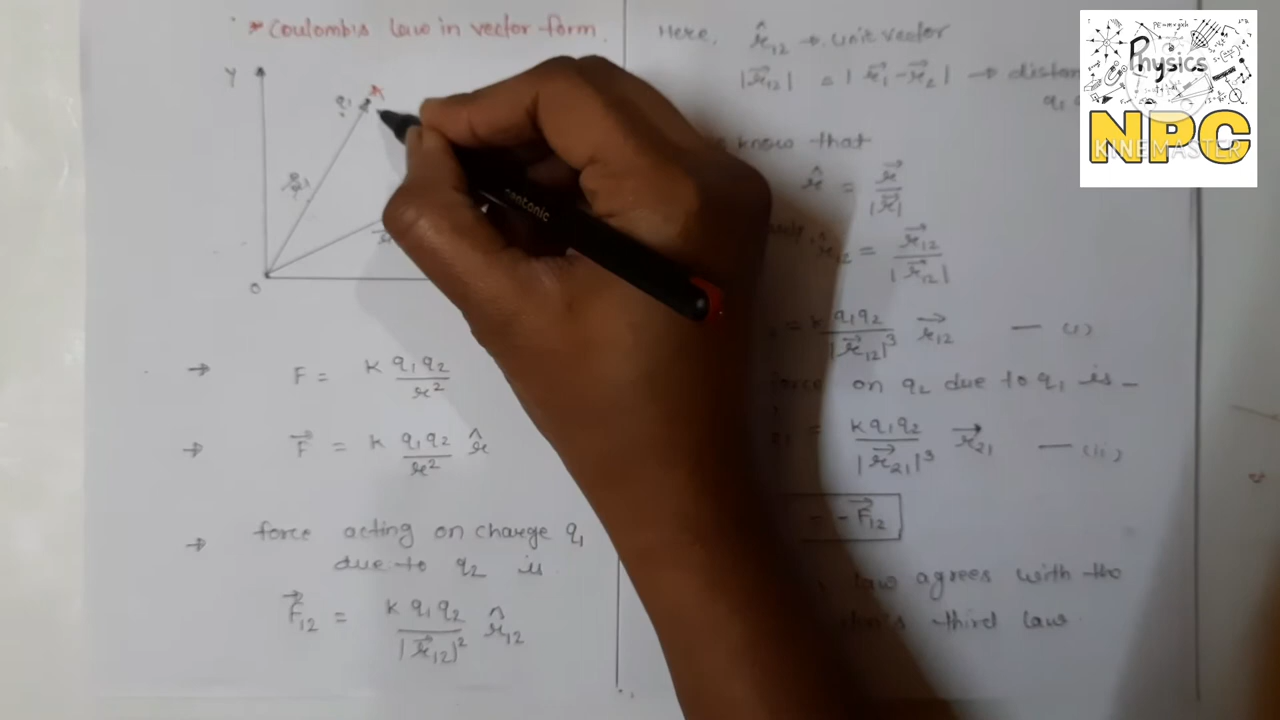 * Coulomb's law in vector form.
Y
q₁
O
→ F = K q₁q₂ / r²
→ F⃗ = K q₁q₂ / r² r̂
→ force acting on charge q₁
due to q₂ is
F⃗₁₂ = K q₁q₂ / |r⃗₁₂|² r̂₁₂
Here, r̂₁₂ → unit vector
|r⃗₁₂| = | r⃗₁ - r⃗₂ | →
know that
r̂ = r⃗ / |r⃗|
r̂₁₂ = r⃗₁₂ / |r⃗₁₂|
= K q₁q₂ / |r⃗₁₂|³ r⃗₁₂ — (i)
force on q₂ due to q₁ is -
= K q₁q₂ / |r⃗₂₁|³ r⃗₂₁ — (ii)
= - F⃗₁₂
law agrees with the
third law
Physics
NPC
KINEMASTER
pentonic